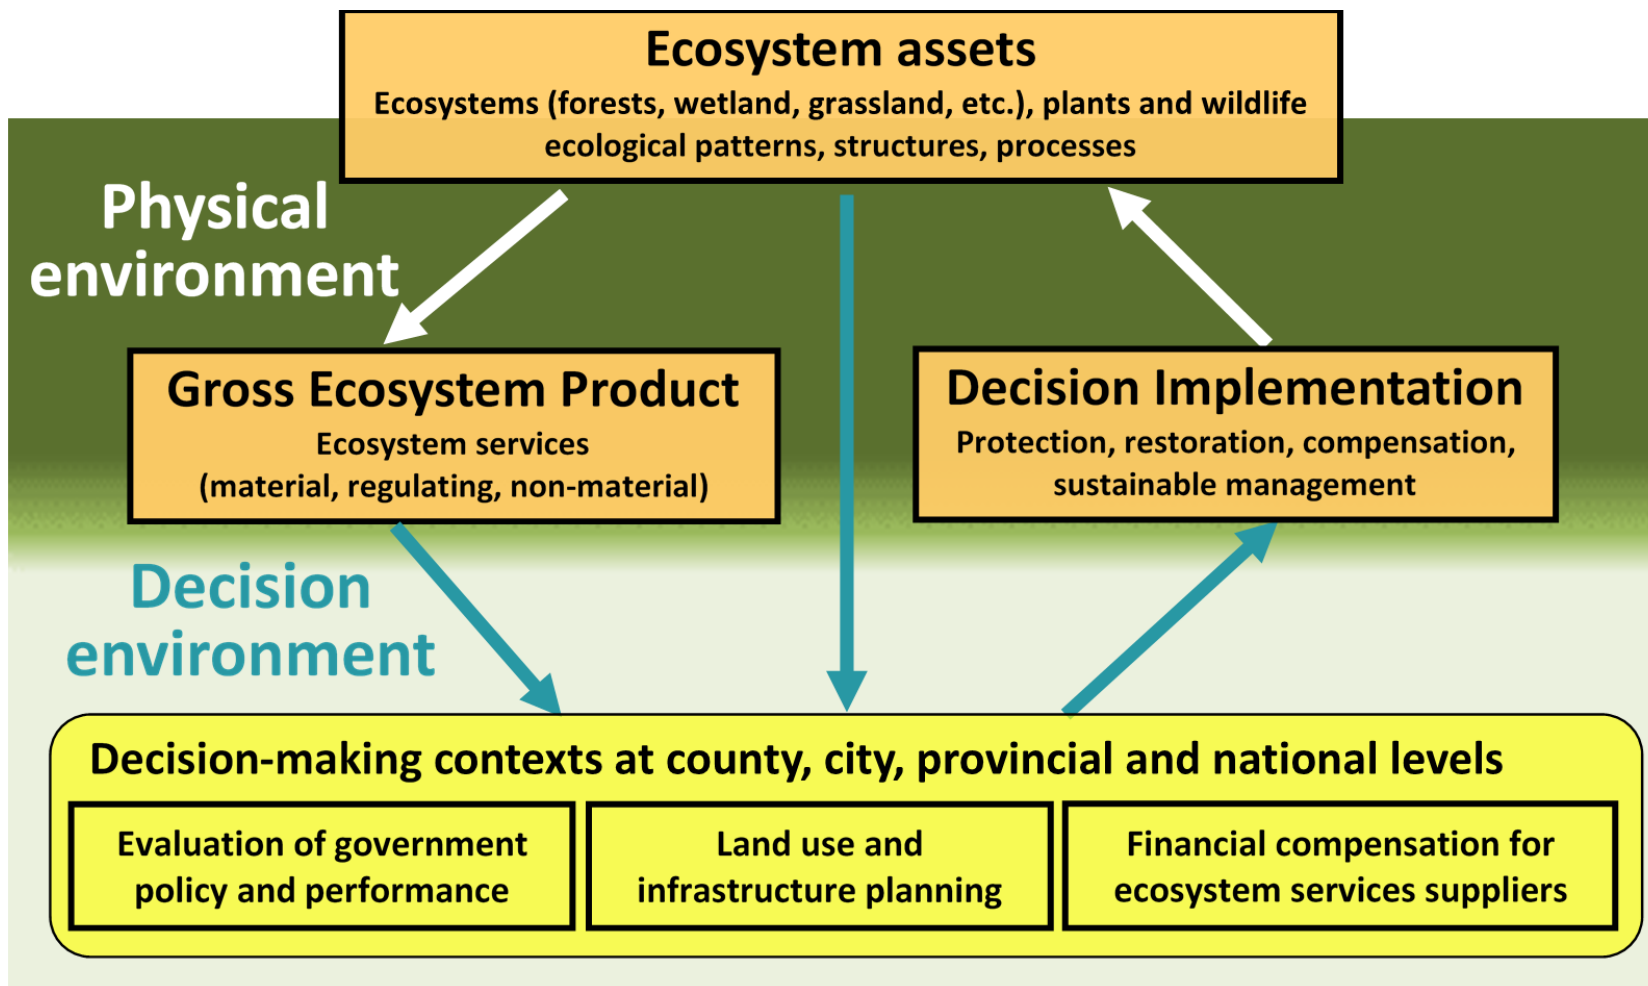 Ecosystem assets
Ecosystems (forests, wetland, grassland, etc.), plants and wildlife
ecological patterns, structures, processes
Physical
environment
Gross Ecosystem Product
Ecosystem services
(material, regulating, non-material)
Decision Implementation
Protection, restoration, compensation,
sustainable management
Decision
environment
Decision-making contexts at county, city, provincial and national levels
Evaluation of government
policy and performance
Land use and
infrastructure planning
Financial compensation for
ecosystem services suppliers